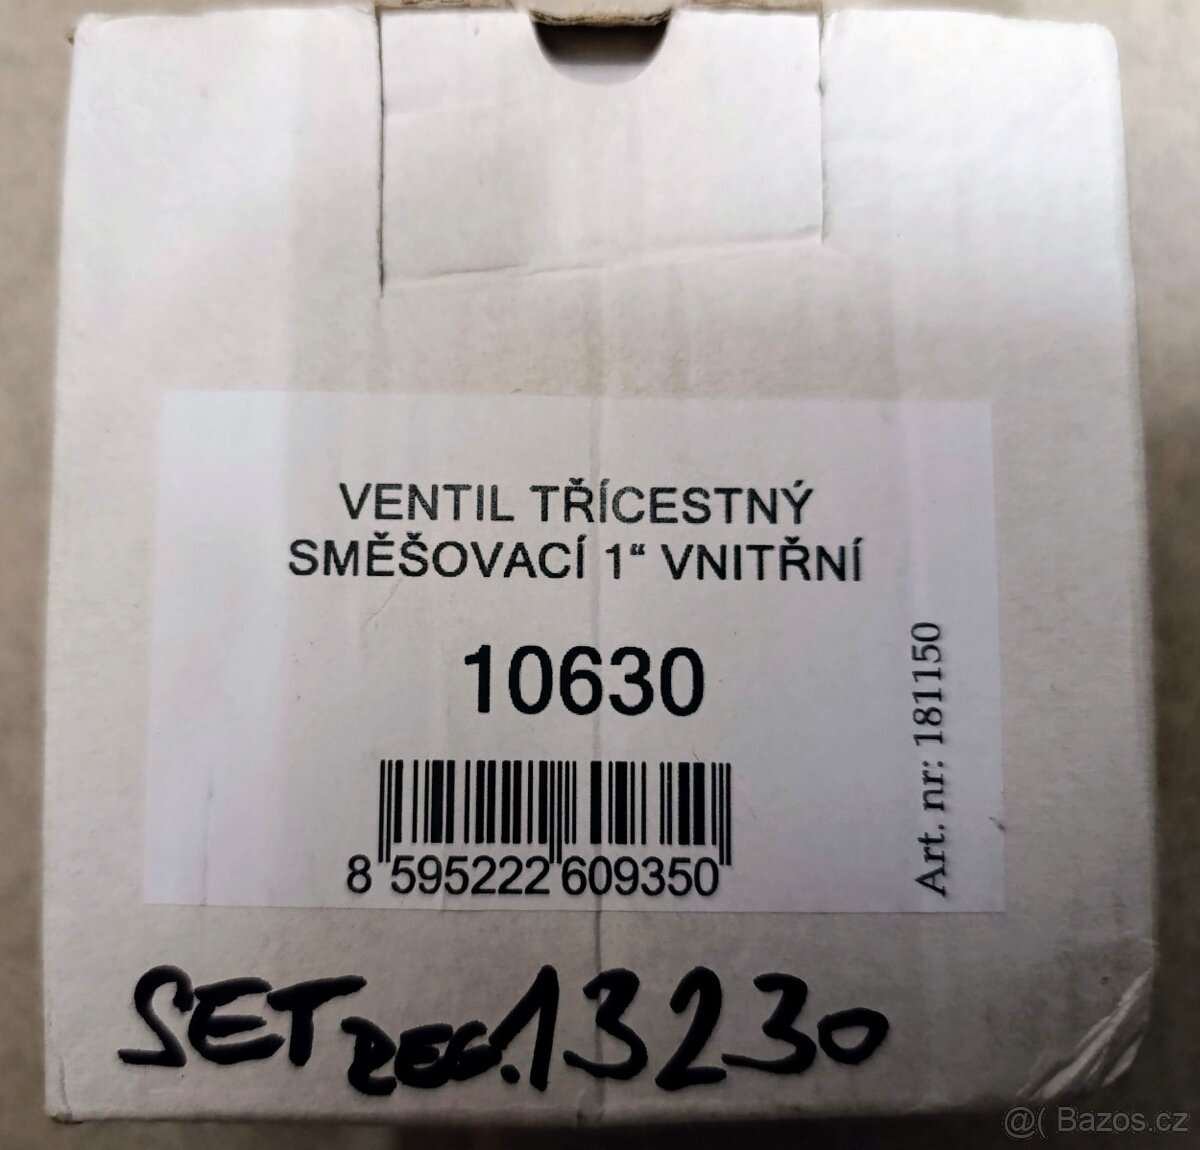 VENTIL TŘÍCESTNÝ
SMĚŠOVACÍ 1“ VNITŘNÍ
10630
8 595222 609350
Art. nr: 181150
SET REG. 13230
@( Bazos.cz